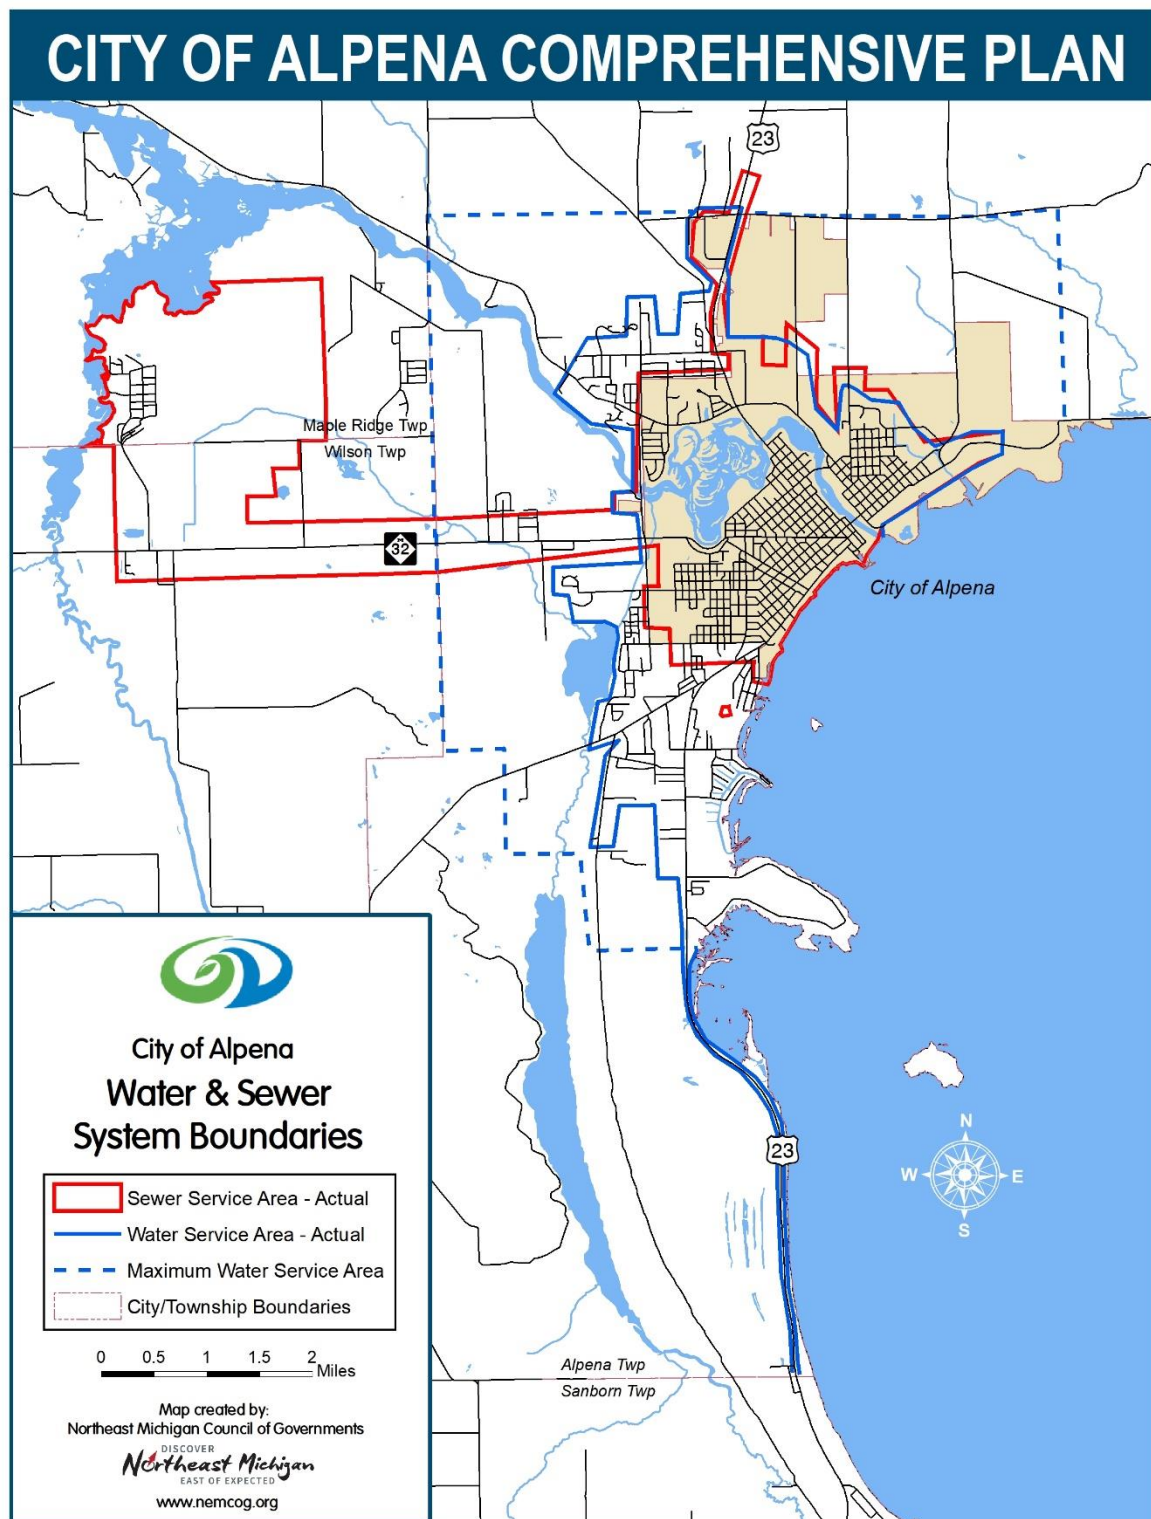 CITY OF ALPENA COMPREHENSIVE PLAN
23
Maple Ridge Twp
Wilson Twp
M
32
City of Alpena
City of Alpena
Water & Sewer
System Boundaries
Sewer Service Area - Actual
Water Service Area - Actual
Maximum Water Service Area
City/Township Boundaries
0 0.5 1 1.5 2
Miles
Map created by:
Northeast Michigan Council of Governments
DISCOVER
Northeast Michigan
EAST OF EXPECTED
www.nemcog.org
N
W E
S
23
Alpena Twp
Sanborn Twp